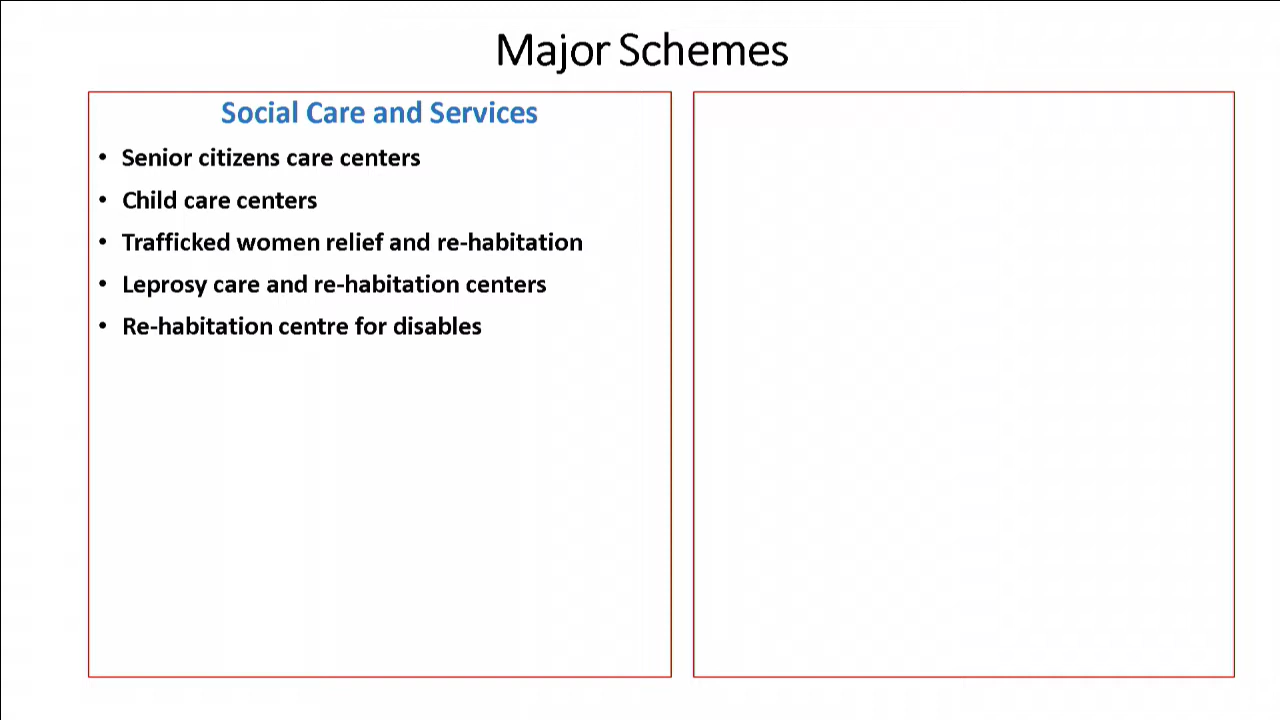 Major Schemes
Social Care and Services
• Senior citizens care centers
• Child care centers
• Trafficked women relief and re-habitation
• Leprosy care and re-habitation centers
• Re-habitation centre for disables